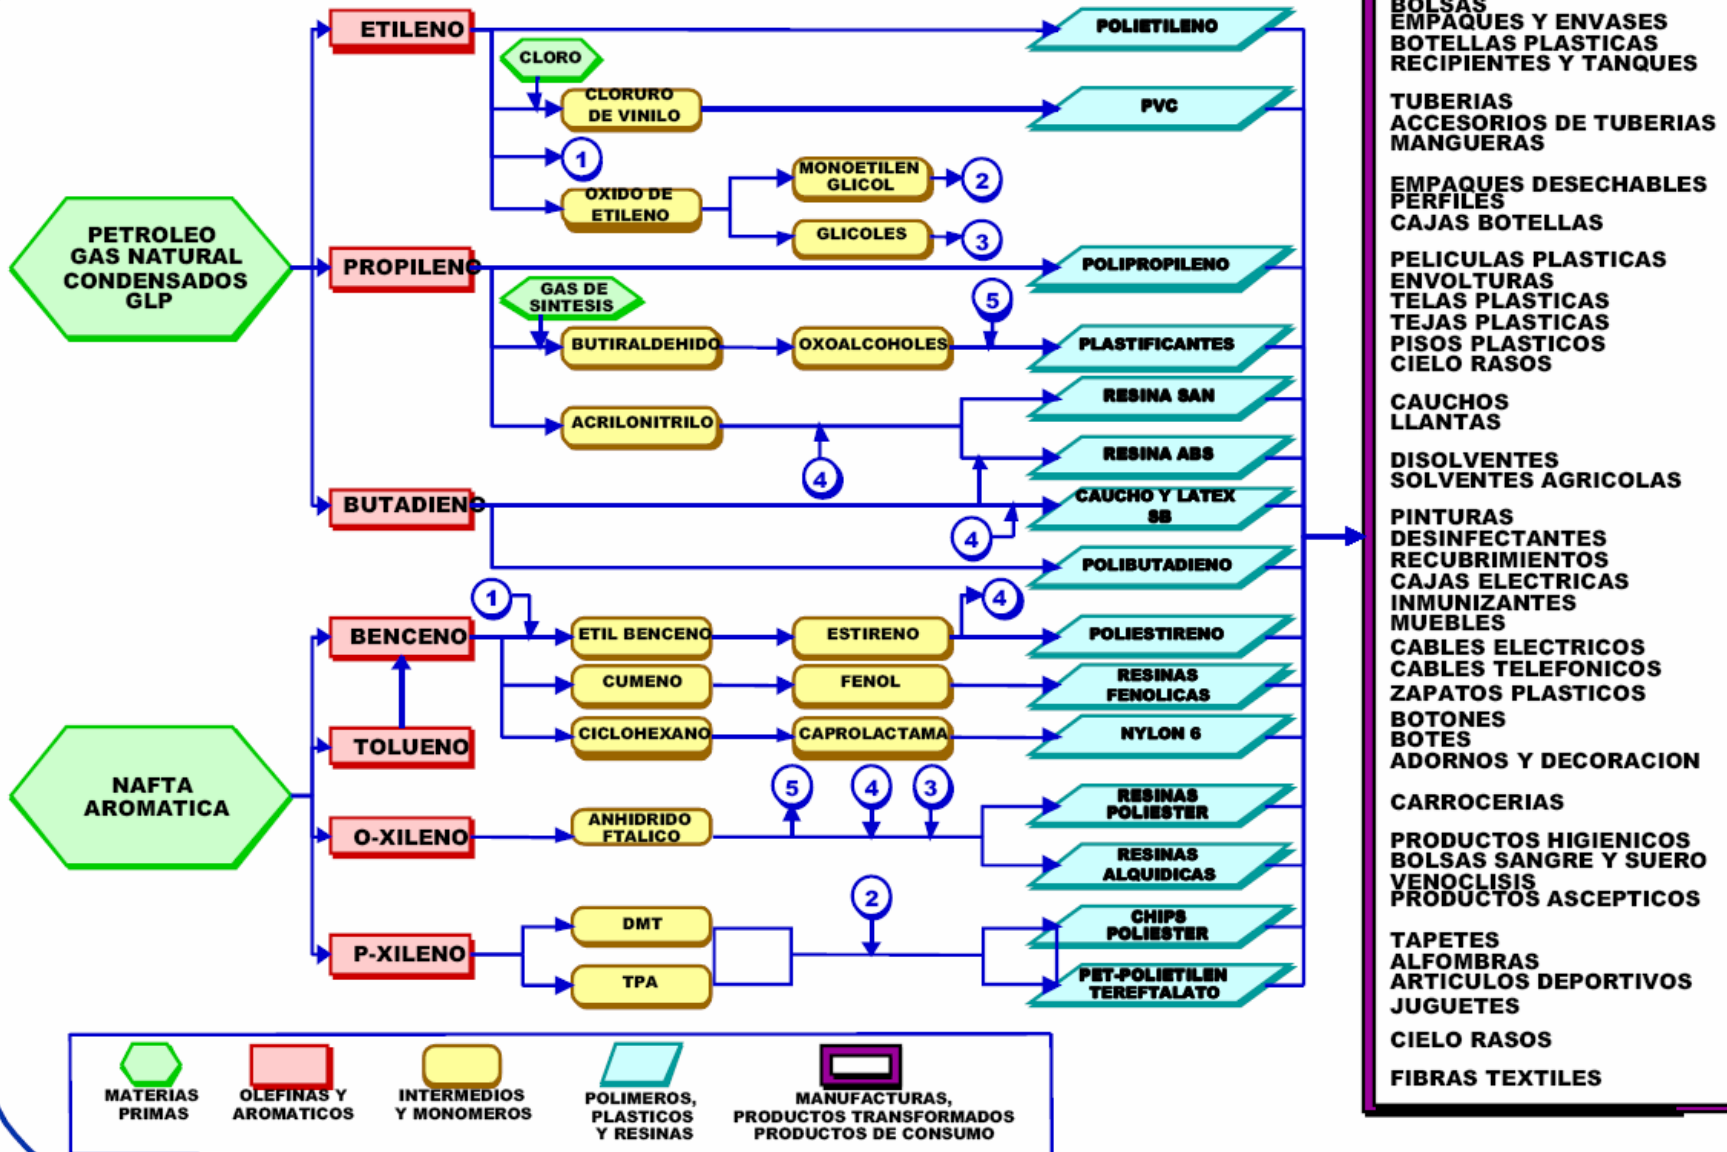 ETILENO
CLORO
CLORURO
DE VINILO
1
OXIDO DE
ETILENO
MONOETILEN
GLICOL
2
GLICOLES
3
POLIETILENO
PVC
PETROLEO
GAS NATURAL
CONDENSADOS
GLP
PROPILENO
GAS DE
SINTESIS
BUTIRALDEHIDO
OXOALCOHOLES
5
ACRILONITRILO
4
POLIPROPILENO
PLASTIFICANTES
RESINA SAN
RESINA ABS
BUTADIENO
4
CAUCHO Y LATEX
SB
POLIBUTADIENO
1
BENCENO
ETIL BENCENO
ESTIRENO
4
POLIESTIRENO
CUMENO
FENOL
RESINAS
FENOLICAS
TOLUENO
CICLOHEXANO
CAPROLACTAMA
NYLON 6
NAFTA
AROMATICA
O-XILENO
ANHIDRIDO
FTALICO
5
4
3
RESINAS
POLIESTER
RESINAS
ALQUIDICAS
P-XILENO
DMT
TPA
2
CHIPS
POLIESTER
PET-POLIETILEN
TEREFTALATO
BOLSAS
EMPAQUES Y ENVASES
BOTELLAS PLASTICAS
RECIPIENTES Y TANQUES
TUBERIAS
ACCESORIOS DE TUBERIAS
MANGUERAS
EMPAQUES DESECHABLES
PERFILES
CAJAS BOTELLAS
PELICULAS PLASTICAS
ENVOLTURAS
TELAS PLASTICAS
TEJAS PLASTICAS
PISOS PLASTICOS
CIELO RASOS
CAUCHOS
LLANTAS
DISOLVENTES
SOLVENTES AGRICOLAS
PINTURAS
DESINFECTANTES
RECUBRIMIENTOS
CAJAS ELECTRICAS
INMUNIZANTES
MUEBLES
CABLES ELECTRICOS
CABLES TELEFONICOS
ZAPATOS PLASTICOS
BOTONES
BOTES
ADORNOS Y DECORACION
CARROCERIAS
PRODUCTOS HIGIENICOS
BOLSAS SANGRE Y SUERO
VENOCLISIS
PRODUCTOS ASCEPTICOS
TAPETES
ALFOMBRAS
ARTICULOS DEPORTIVOS
JUGUETES
CIELO RASOS
FIBRAS TEXTILES
MATERIAS
PRIMAS
OLEFINAS Y
AROMATICOS
INTERMEDIOS
Y MONOMEROS
POLIMEROS,
PLASTICOS
Y RESINAS
MANUFACTURAS,
PRODUCTOS TRANSFORMADOS
PRODUCTOS DE CONSUMO